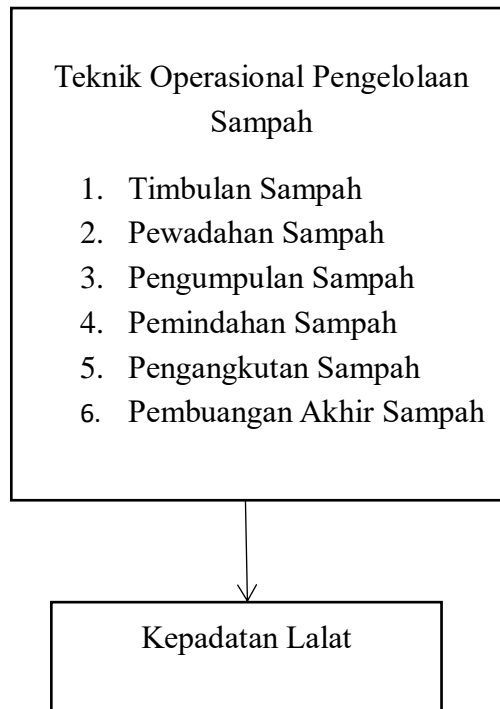 Teknik Operasional Pengelolaan
Sampah
1. Timbulan Sampah
2. Pewadahan Sampah
3. Pengumpulan Sampah
4. Pemindahan Sampah
5. Pengangkutan Sampah
6. Pembuangan Akhir Sampah
Kepadatan Lalat